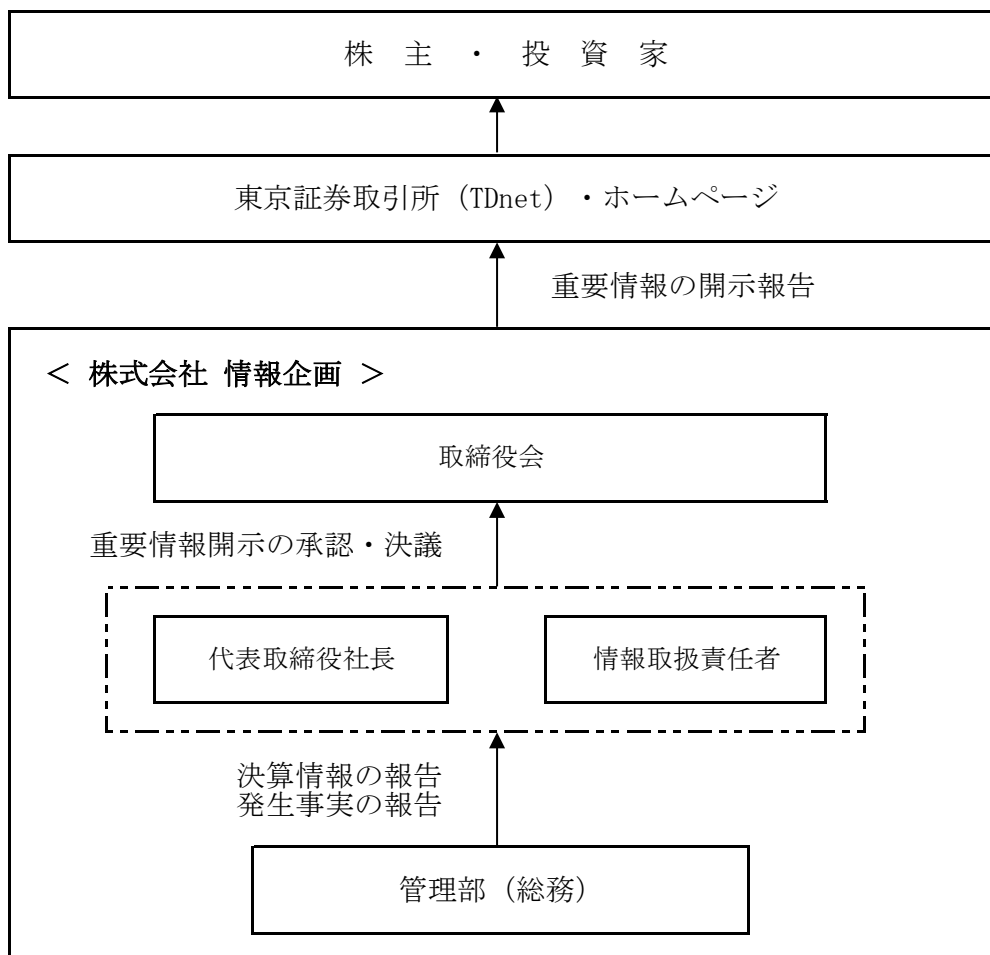 株 主 ・ 投 資 家
東京証券取引所（TDnet）・ホームページ
重要情報の開示報告
＜ 株式会社 情報企画 ＞
取締役会
重要情報開示の承認・決議
代表取締役社長
情報取扱責任者
決算情報の報告
発生事実の報告
管理部（総務）